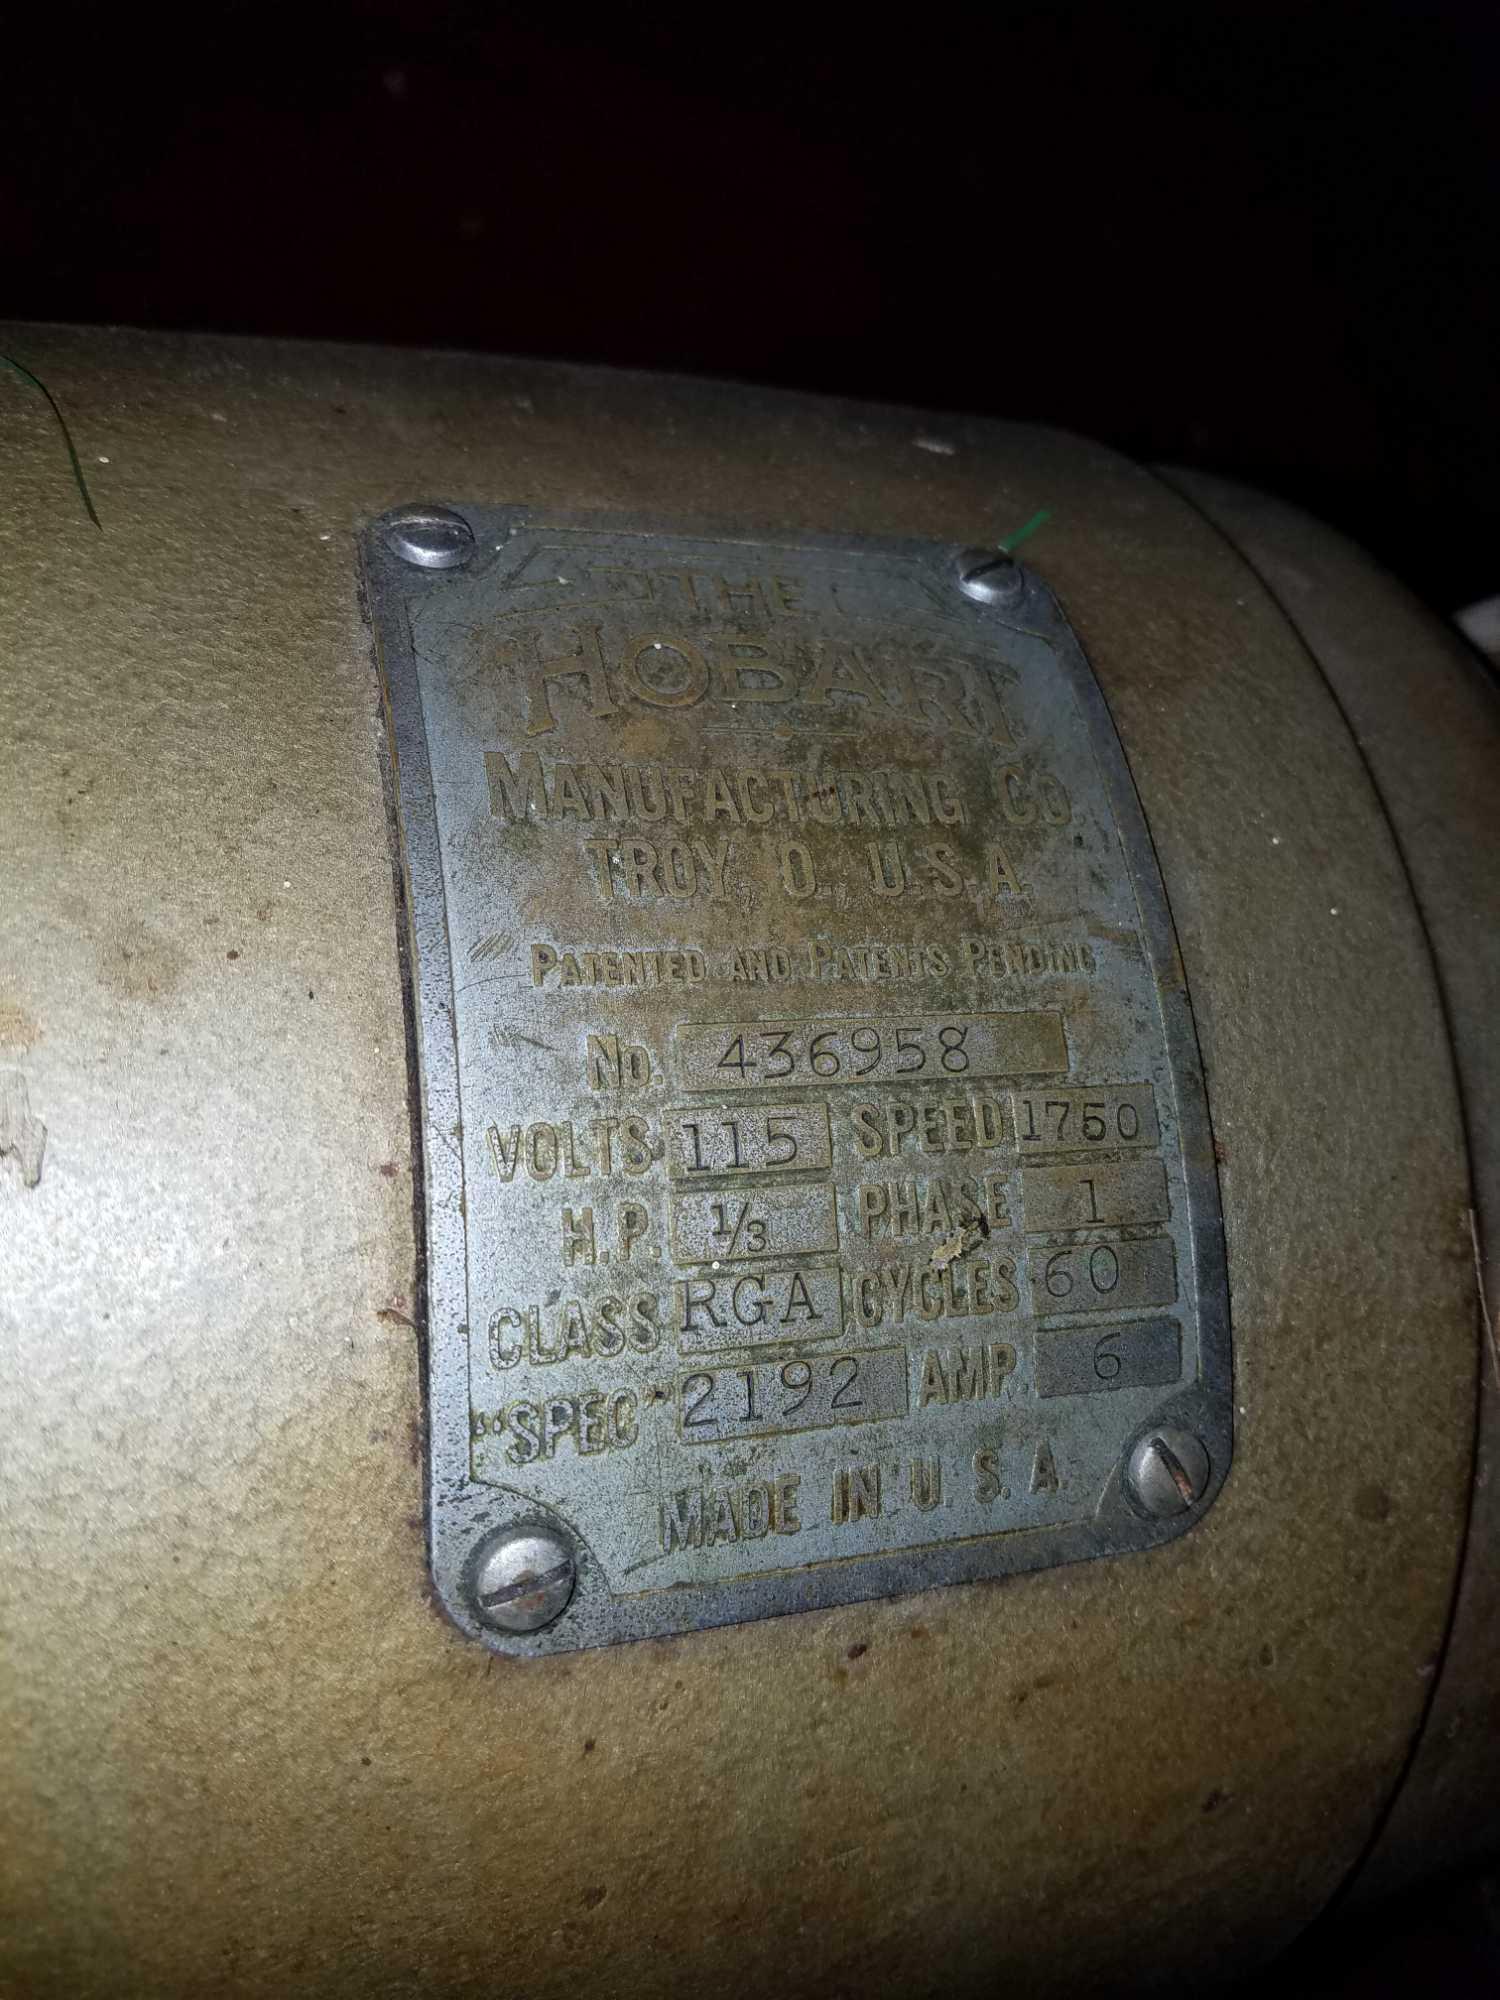 THE
HOBART
MANUFACTURING CO.
TROY, O., U.S.A.
PATENTED AND PATENTS PENDING
NO. 436958
VOLTS 115 SPEED 1750
H.P. 1/3 PHASE 1
CLASS RGA CYCLES 60
"SPEC" 2192 AMP. 6
MADE IN U.S.A.